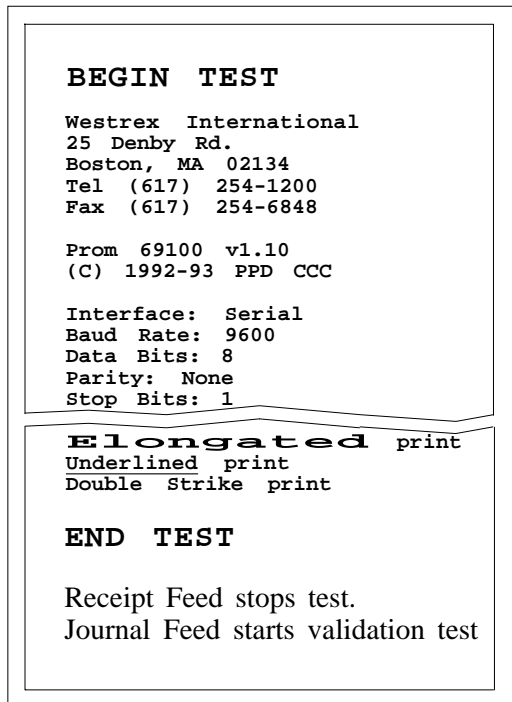 BEGIN TEST
Westrex International
25 Denby Rd.
Boston, MA 02134
Tel (617) 254-1200
Fax (617) 254-6848
Prom 69100 v1.10
(C) 1992-93 PPD CCC
Interface: Serial
Baud Rate: 9600
Data Bits: 8
Parity: None
Stop Bits: 1
Elongated print
Underlined print
Double Strike print
END TEST
Receipt Feed stops test.
Journal Feed starts validation test